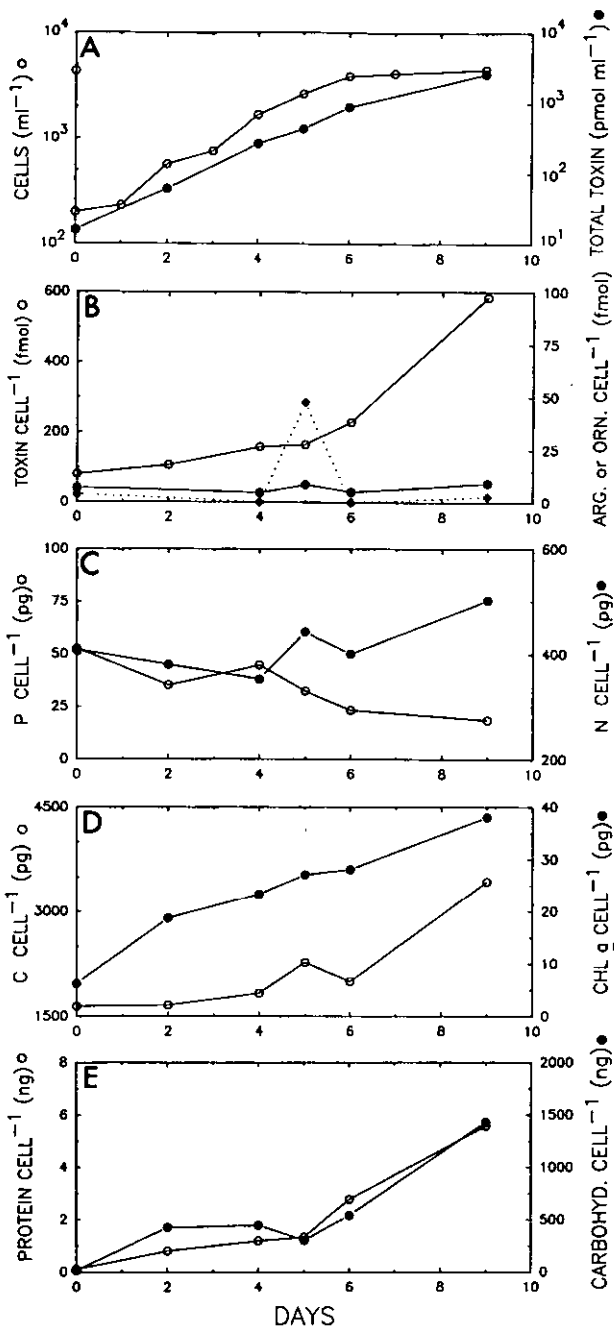 A
CELLS (ml⁻¹) ○
TOTAL TOXIN (pmol ml⁻¹) ●
10⁴
10³
10²
10⁴
10³
10²
10¹
0 2 4 6 8
B
TOXIN CELL⁻¹ (fmol) ○
ARG. or ORN. CELL⁻¹ (fmol)
600
400
200
0
100
75
50
25
0
0 2 4 6 8 10
C
P CELL⁻¹ (pg) ○
N CELL⁻¹ (pg) ●
100
75
50
25
0
600
400
200
0 2 4 6 8 10
D
C CELL⁻¹ (pg) ○
CHL a CELL⁻¹ (pg) ●
4500
3000
1500
40
30
20
10
0
0 2 4 6 8 10
E
PROTEIN CELL⁻¹ (ng) ○
CARBOHYD. CELL⁻¹ (ng) ●
8
6
4
2
0
2000
1500
1000
500
0
0 2 4 6 8 10
DAYS